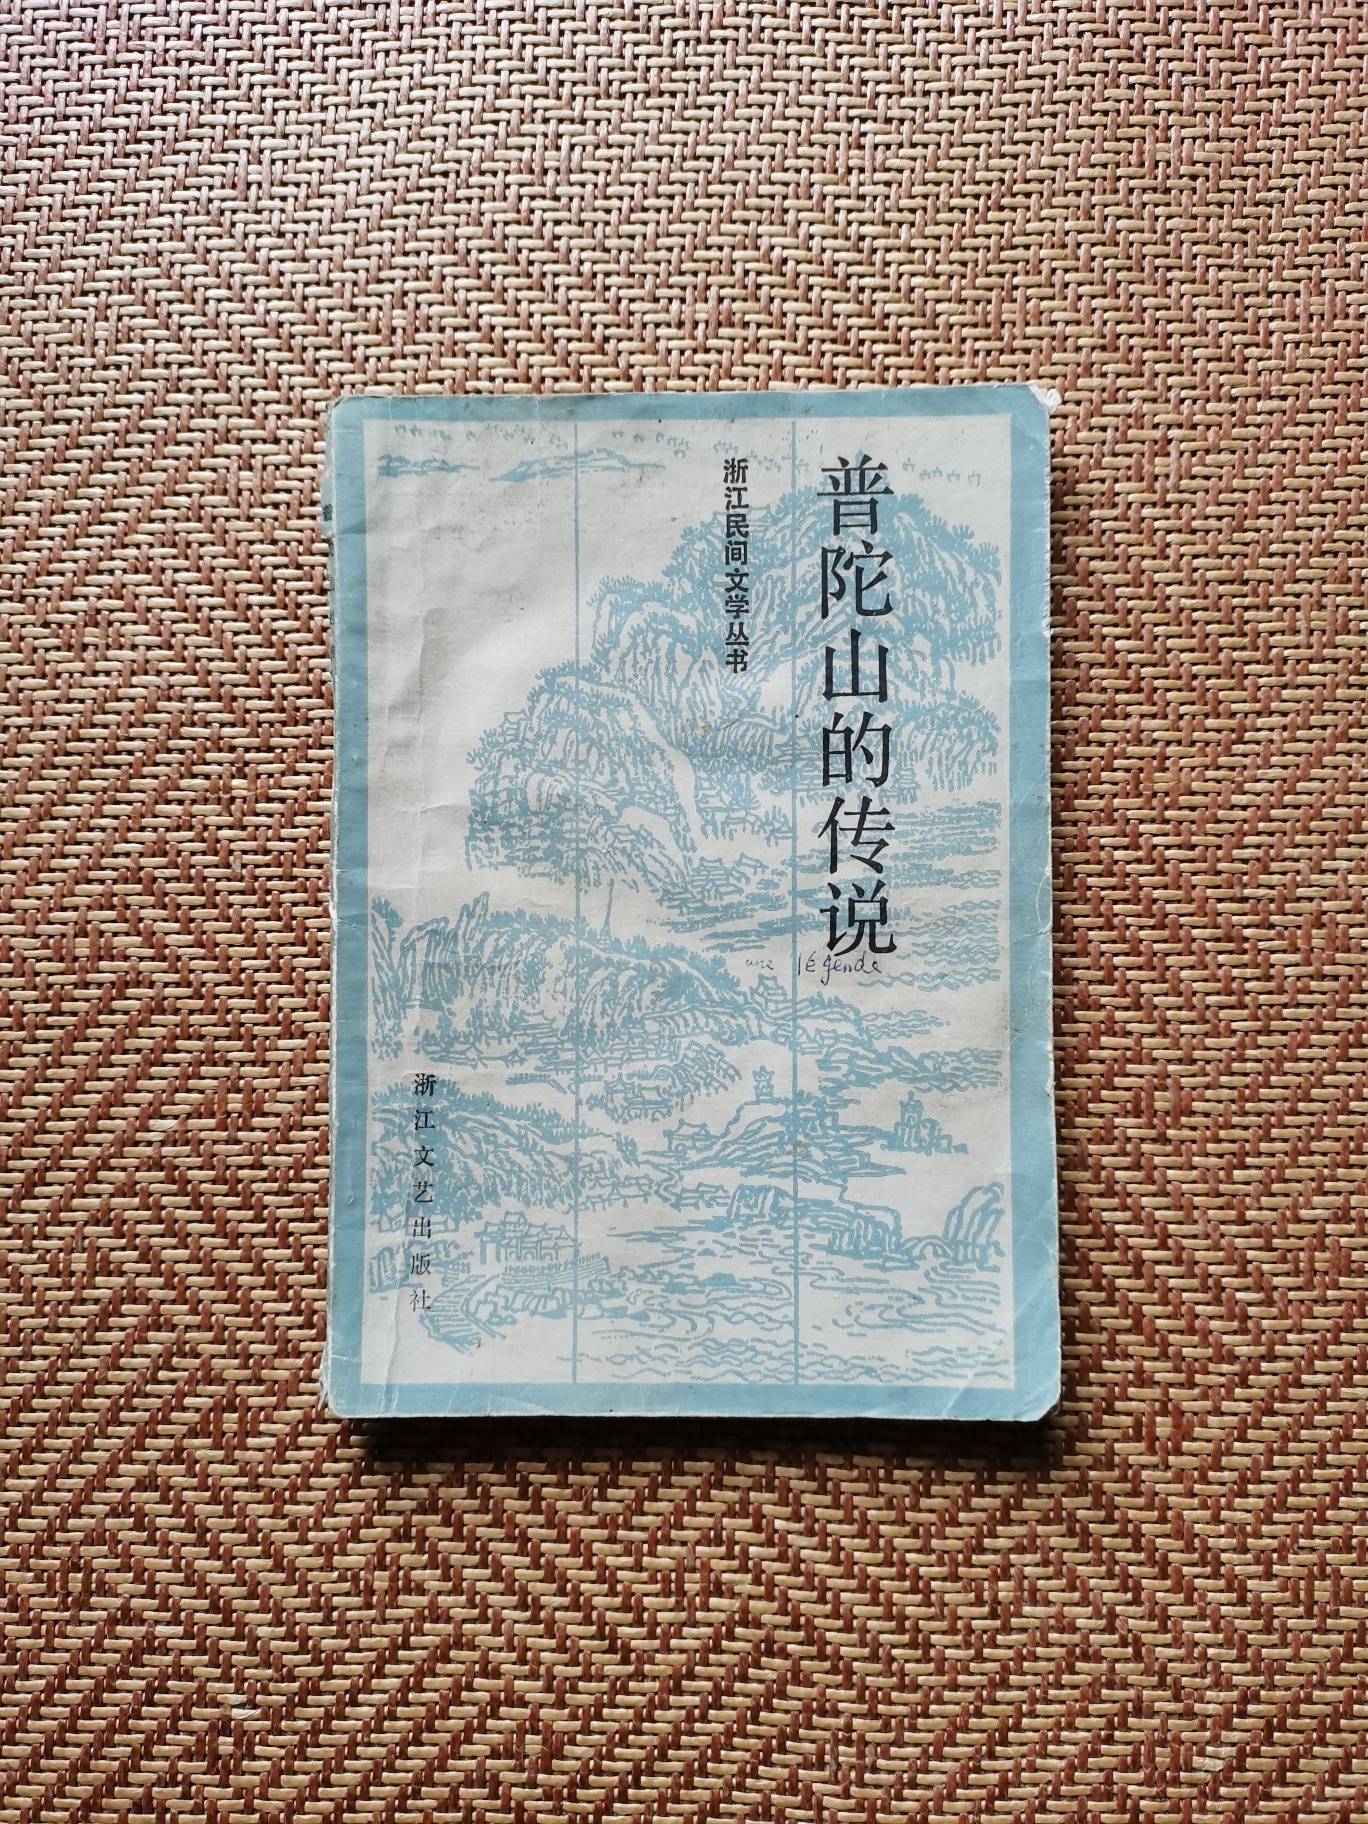 普陀山的传说
浙江民间文学丛书
une légende
浙江文艺出版社